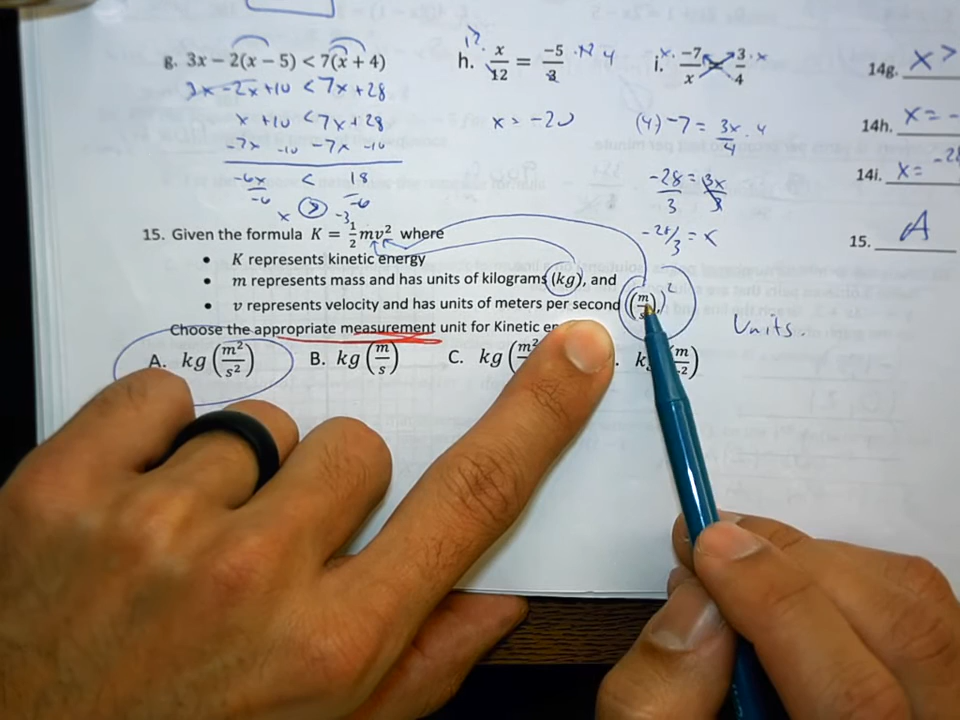 g. 3x − 2(x − 5) < 7(x + 4)
3x − 2x + 10 < 7x + 28
x + 10 < 7x + 28
−7x −10 −7x −10
−6x < 18
−6 −6
x > −3
12 · h. x/12 = −5/3 · 12 4
x = −20
x · i. −7/x = 3/4 · x
(4) −7 = 3x/4 · 4
−28/3 = 3x/3
−28/3 = x
14g. x >
14h. x = −
14i. x = −28
15. A
15. Given the formula K = ½mv² where
• K represents kinetic energy
• m represents mass and has units of kilograms (kg), and
• v represents velocity and has units of meters per second ((m/s))²
Units.
Choose the appropriate measurement unit for Kinetic
A. kg (m²/s²) B. kg (m/s) C. kg (m²